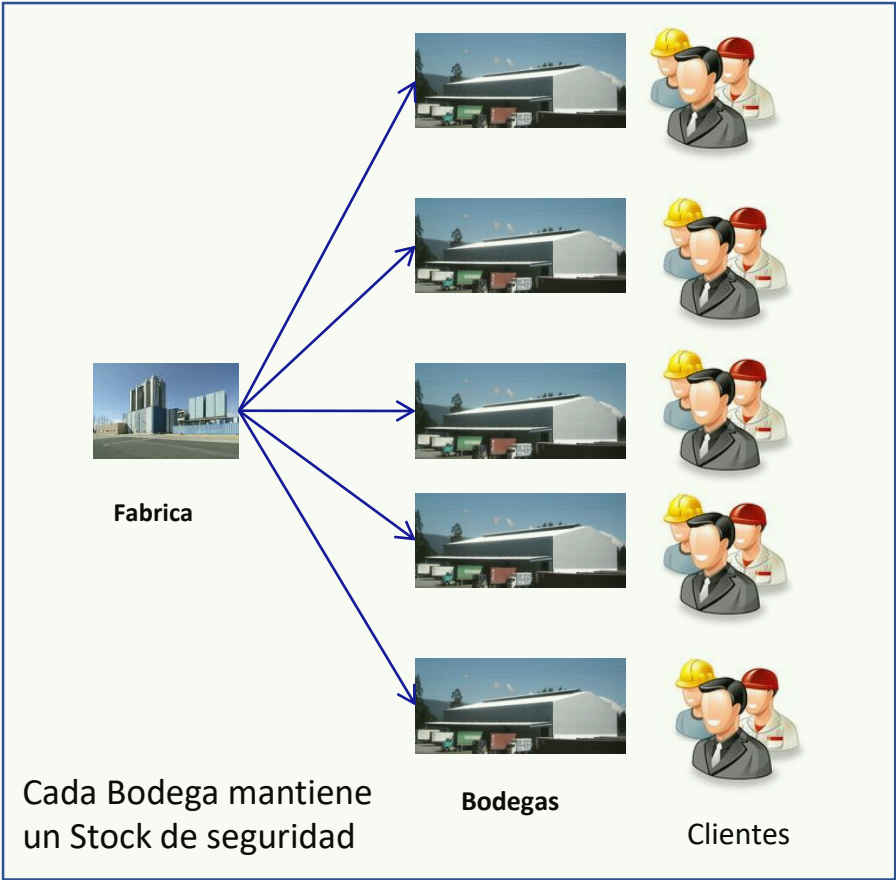 Fabrica
Cada Bodega mantiene
un Stock de seguridad
Bodegas
Clientes